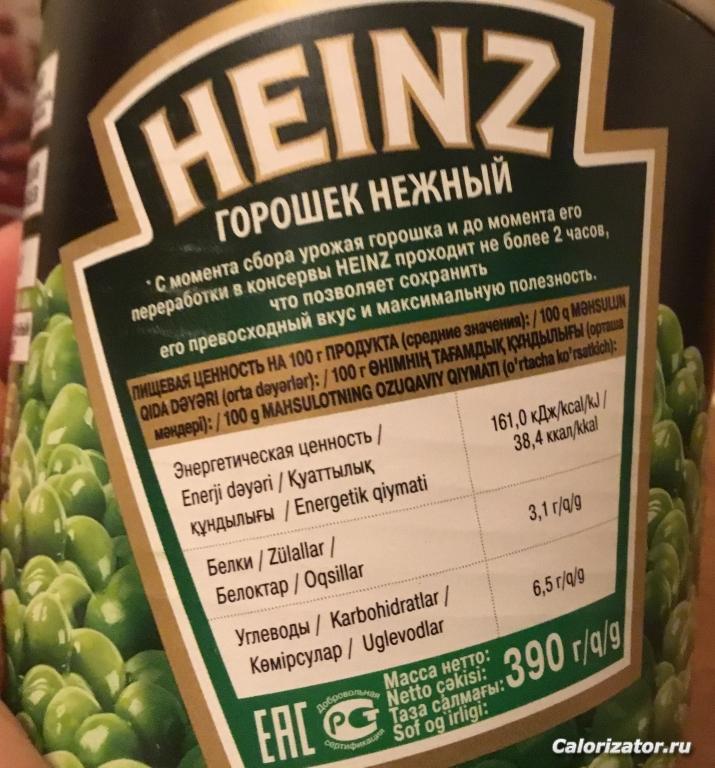 HEINZ
ГОРОШЕК НЕЖНЫЙ
*С момента сбора урожая горошка и до момента его
переработки в консервы HEINZ проходит не более 2 часов,
что позволяет сохранить
его превосходный вкус и максимальную полезность.
ПИЩЕВАЯ ЦЕННОСТЬ НА 100 г ПРОДУКТА (средние значения): / 100 q MƏHSULUN
QIDA DƏYƏRI (orta dəyərlər): / 100 г ӨНІМНІҢ ТАҒАМДЫҚ ҚҰНДЫЛЫҒЫ (орташа
мәндері): / 100 g MAHSULOTNING OZUQAVIY QIYMATI (o'rtacha ko'rsatkich):
Энергетическая ценность /
Enerji dəyəri / Қуаттылық
құндылығы / Energetik qiymati
161,0 кДж/kcal/kJ /
38,4 ккал/kkal
Белки / Zülallar /
Белоктар / Oqsillar
3,1 г/q/g
Углеводы / Karbohidratlar /
Көмірсулар / Uglevodlar
6,5 г/q/g
EAC
Добровольная
РСТ
сертификация
Масса нетто:
Netto çəkisi:
Таза салмағы:
Sof og'irligi:
390 г/q/g
Calorizator.ru